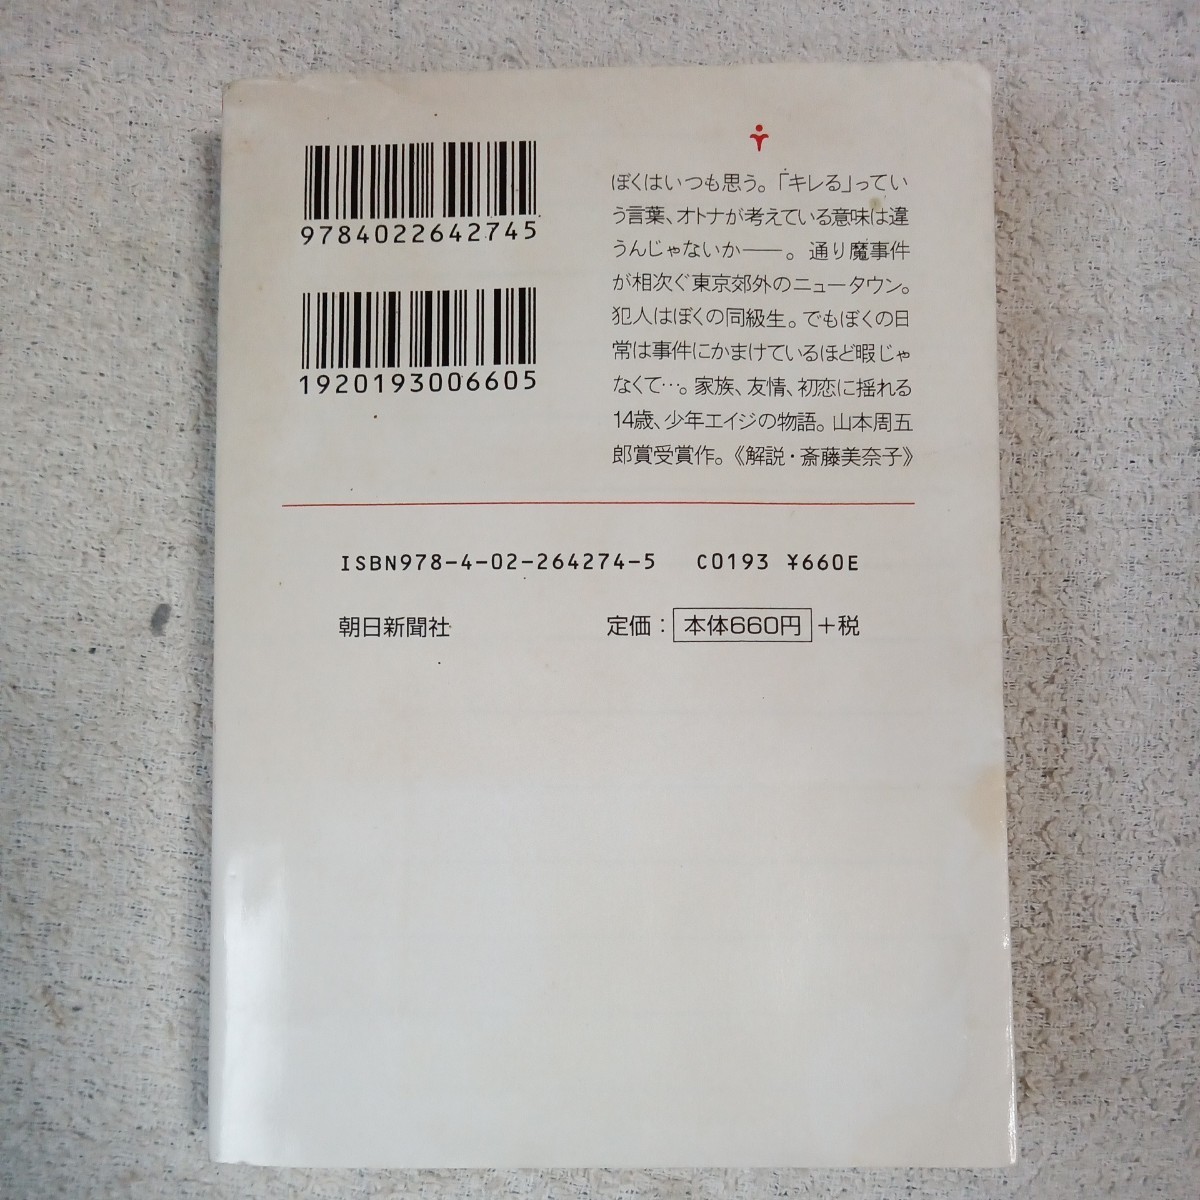 9784022642745
1920193006605
ぼくはいつも思う。「キレる」ってい
う言葉、オトナが考えている意味は違
うんじゃないか――。通り魔事件
が相次ぐ東京郊外のニュータウン。
犯人はぼくの同級生。でもぼくの日
常は事件にかまけているほど暇じゃ
なくて…。家族、友情、初恋に揺れる
14歳、少年エイジの物語。山本周五
郎賞受賞作。《解説・斎藤美奈子》
ISBN978-4-02-264274-5 C0193 ¥660E
朝日新聞社 定価：本体660円+税